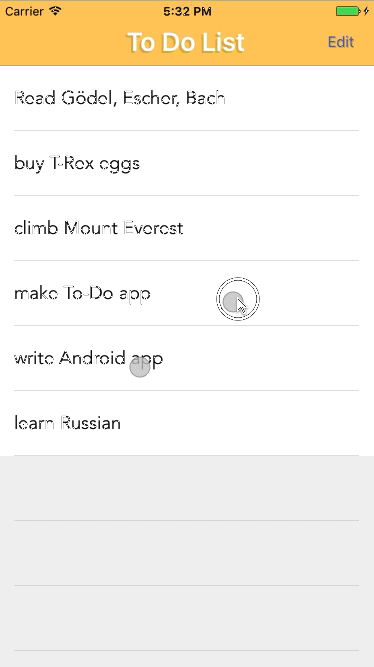 Carrier 5:32 PM
To Do List Edit
Read Gödel, Escher, Bach
buy T-Rex eggs
climb Mount Everest
make To-Do app
write Android app
learn Russian